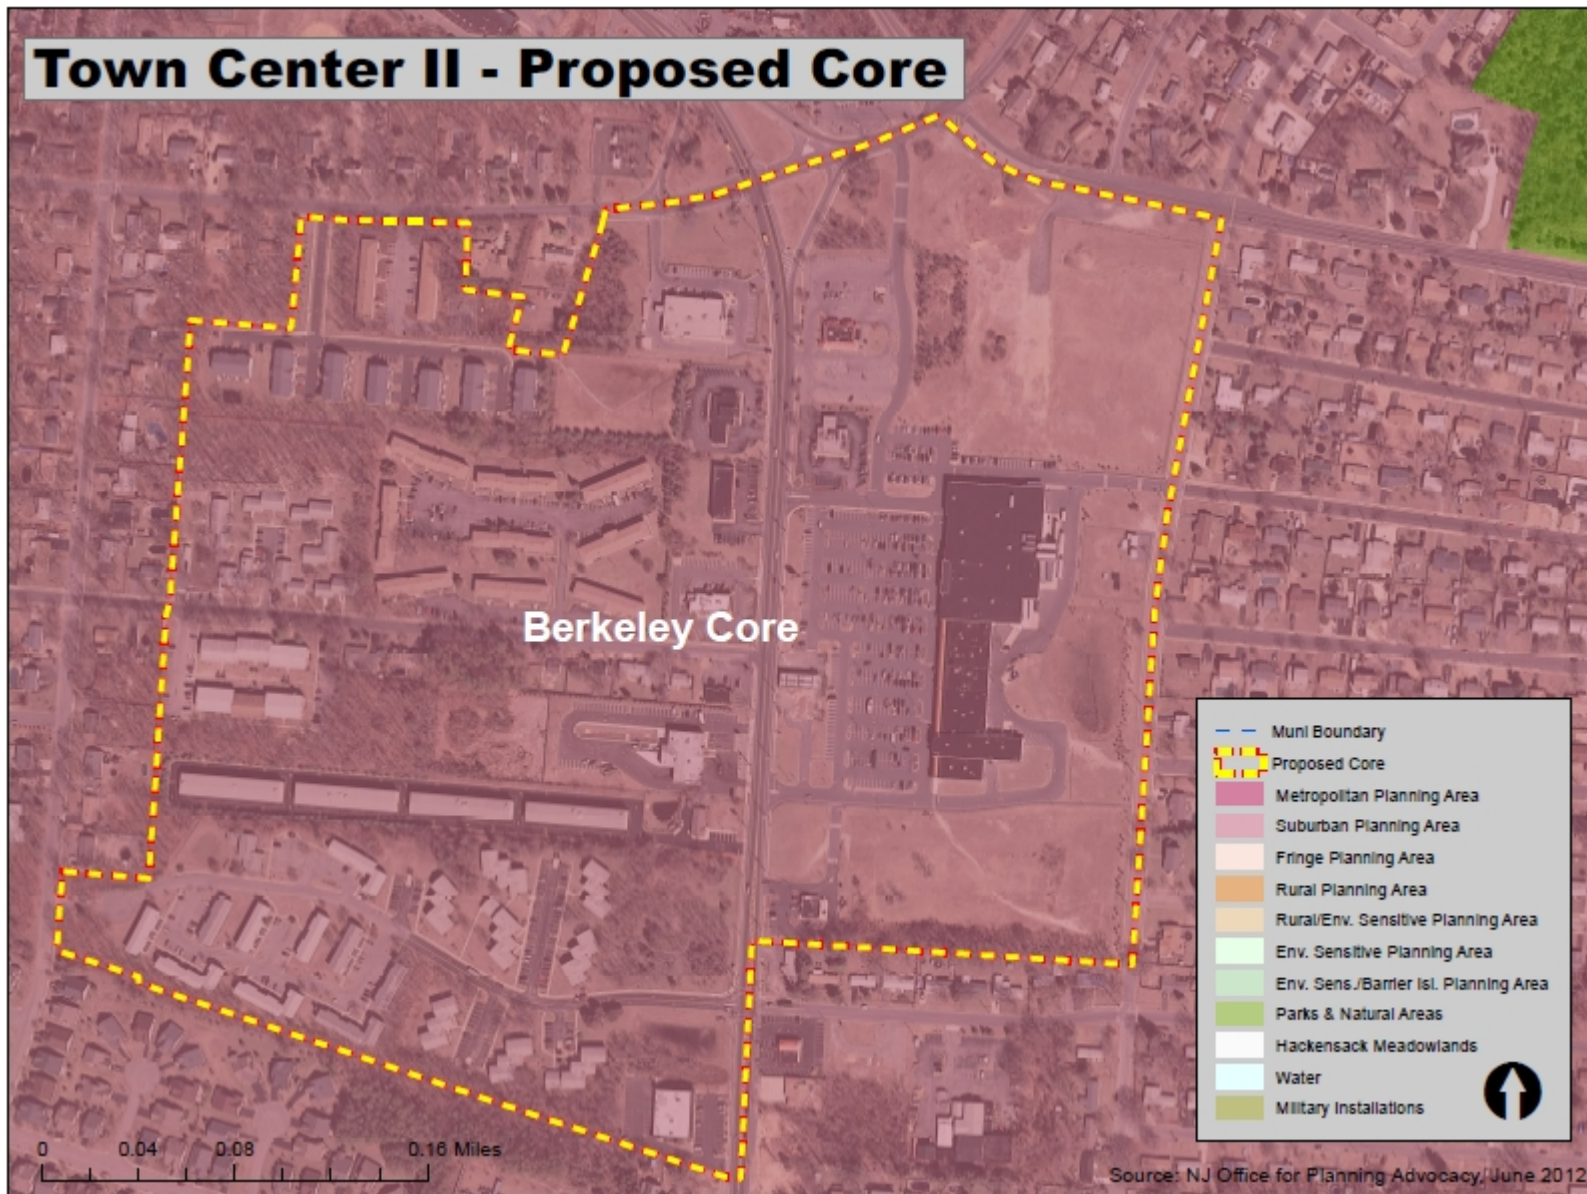 Town Center II - Proposed Core
Berkeley Core
Muni Boundary
Proposed Core
Metropolitan Planning Area
Suburban Planning Area
Fringe Planning Area
Rural Planning Area
Rural/Env. Sensitive Planning Area
Env. Sensitive Planning Area
Env. Sens./Barrier Isl. Planning Area
Parks & Natural Areas
Hackensack Meadowlands
Water
Military Installations
0 0.04 0.08 0.16 Miles
Source: NJ Office for Planning Advocacy, June 2012